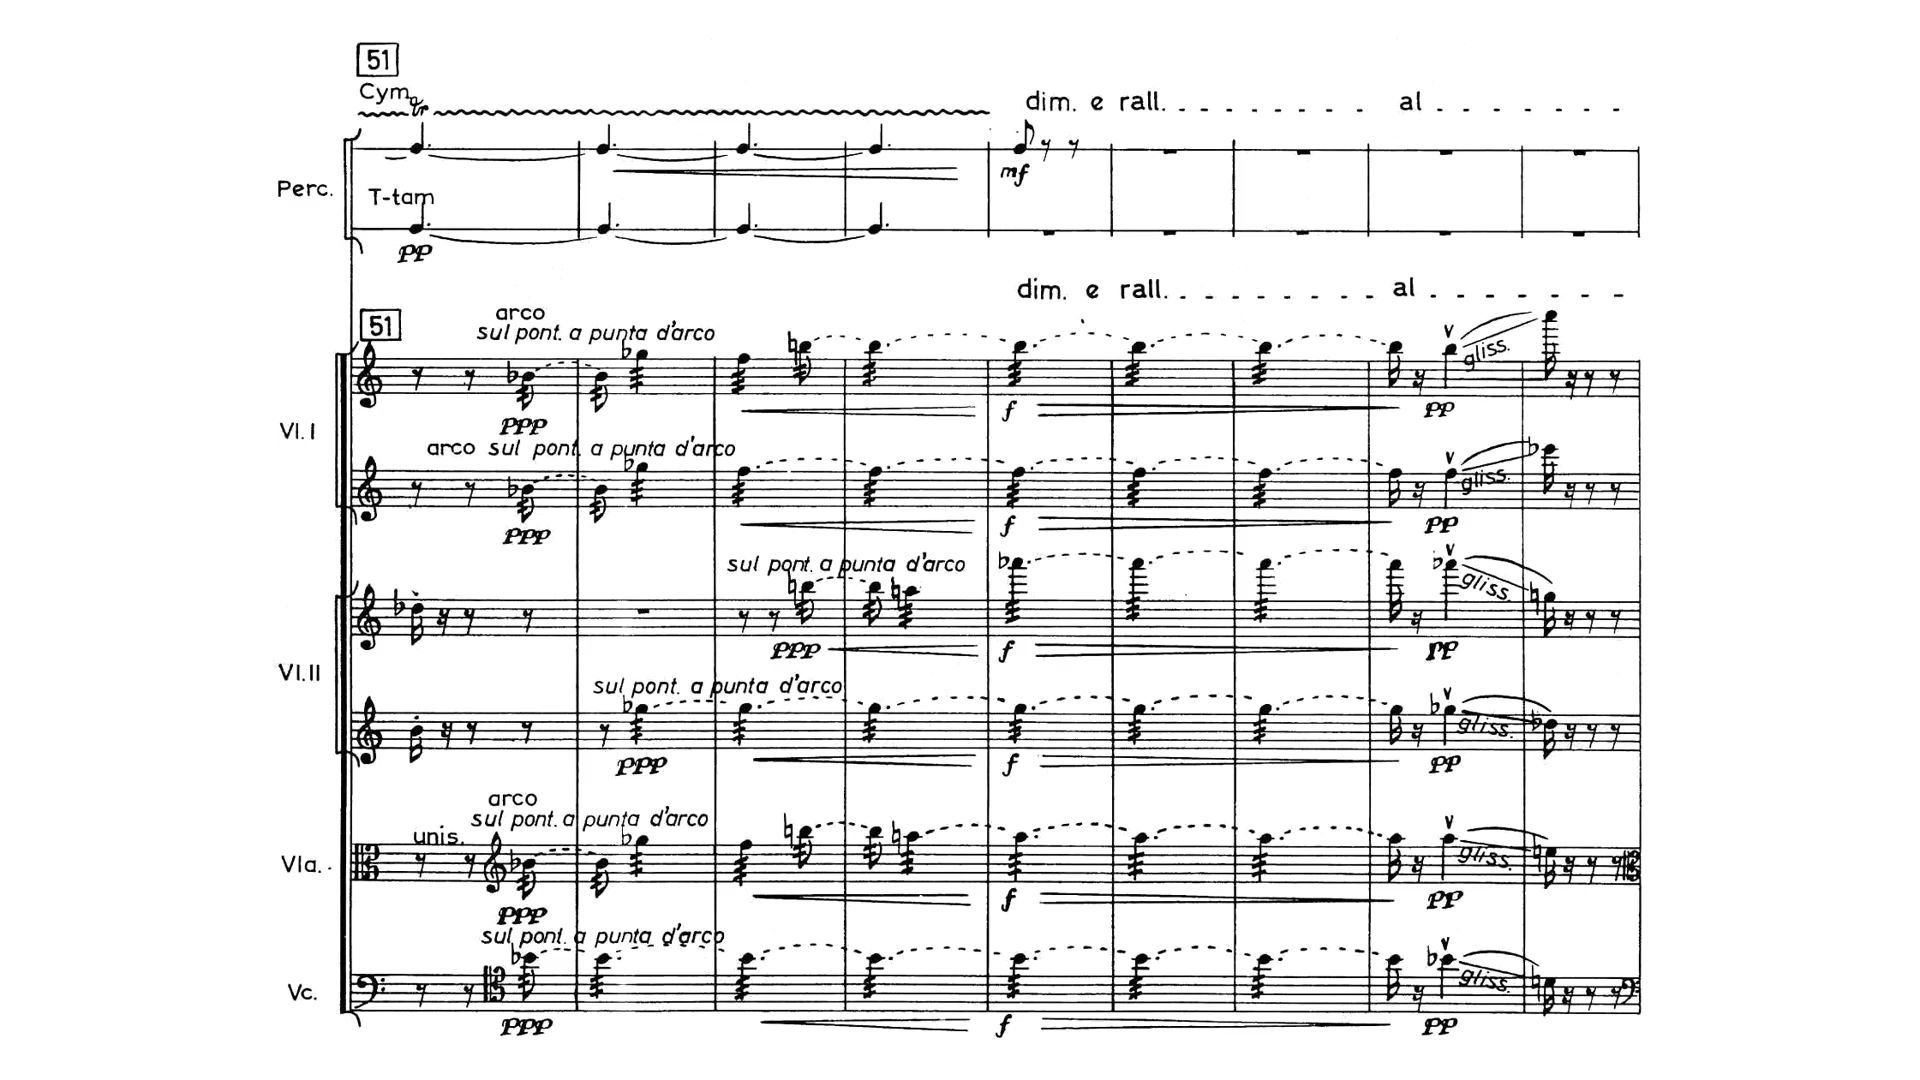 51
Cym.
tr
dim. e rall. al
Perc.
mf
T-tam
pp
dim. e rall. al
51
arco
sul pont. a punta d'arco
gliss.
ppp f pp
Vl. I
arco sul pont. a punta d'arco
gliss.
ppp f pp
sul pont. a punta d'arco
gliss.
ppp f pp
Vl. II
sul pont. a punta d'arco
gliss.
ppp f pp
arco
sul pont. a punta d'arco
unis.
gliss.
Vla.
ppp f pp
sul pont. a punta d'arco
gliss.
Vc.
ppp f pp